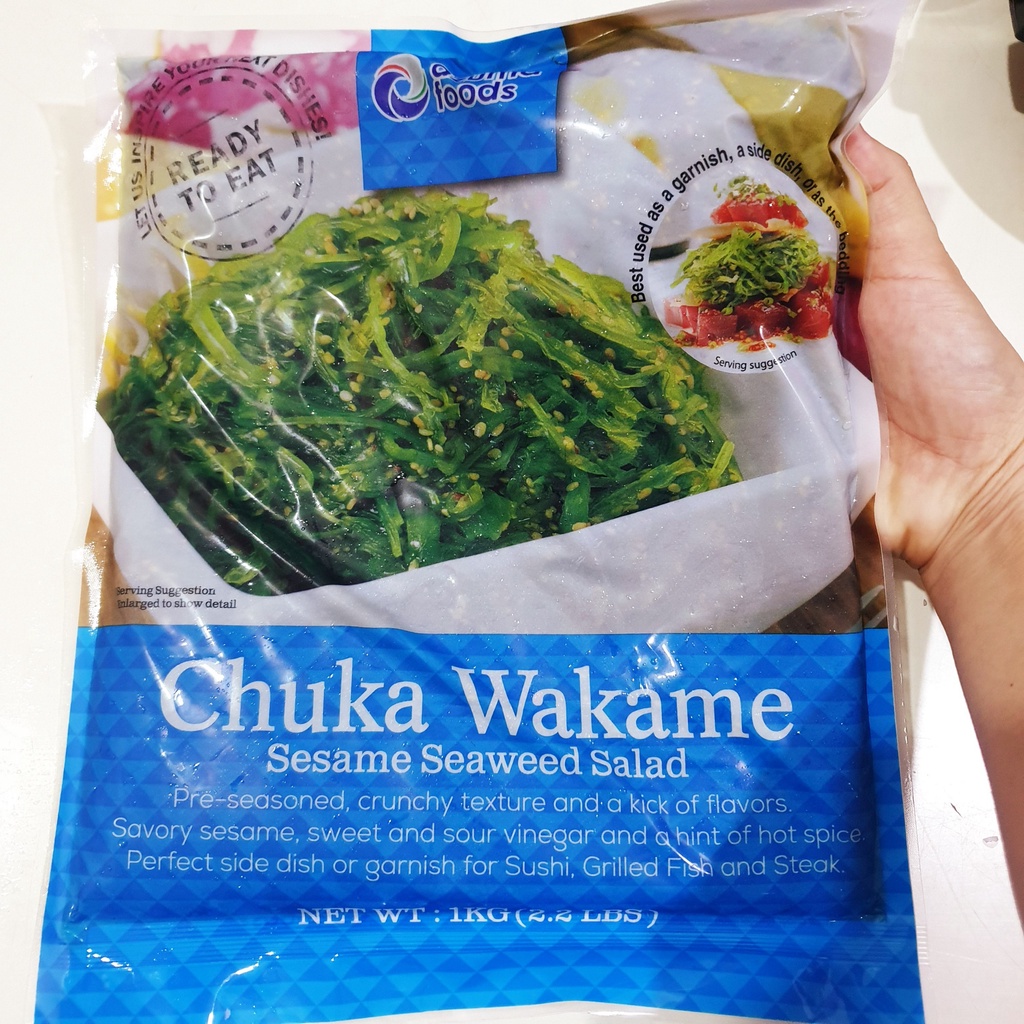 LET US IN
ARE YOUR
EAT DISHES!
READY
TO EAT
foods
Best used as a garnish, a side dish, or as the bedding
Serving suggestion
Serving Suggestion
Enlarged to show detail
Chuka Wakame
Sesame Seaweed Salad
Pre-seasoned, crunchy texture and a kick of flavors.
Savory sesame, sweet and sour vinegar and a hint of hot spice.
Perfect side dish or garnish for Sushi, Grilled Fish and Steak.
NET WT : 1KG ( 2.2 LBS )